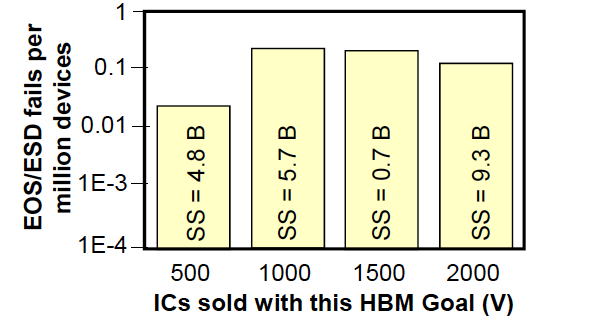 EOS/ESD fails per
million devices
1
0.1
0.01
1E-3
1E-4
SS = 4.8 B
SS = 5.7 B
SS = 0.7 B
SS = 9.3 B
500 1000 1500 2000
ICs sold with this HBM Goal (V)